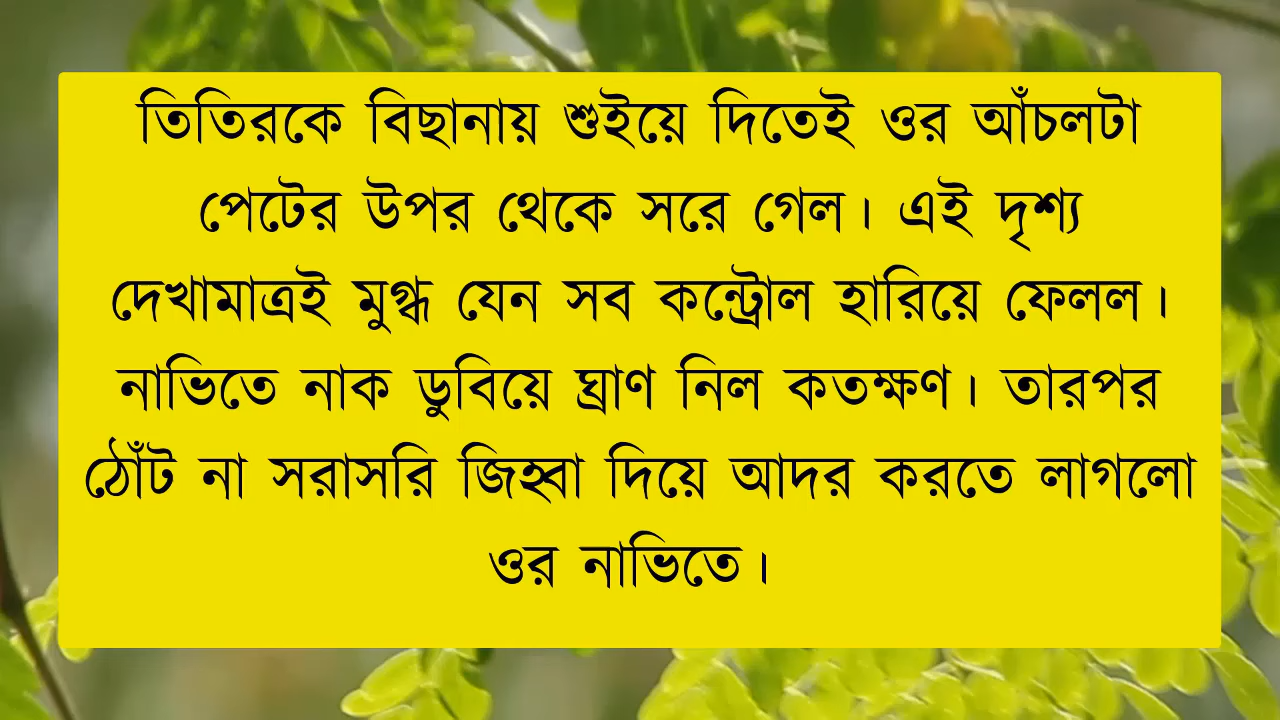 তিতিরকে বিছানায় শুইয়ে দিতেই ওর আঁচলটা
পেটের উপর থেকে সরে গেল। এই দৃশ্য
দেখামাত্রই মুগ্ধ যেন সব কন্ট্রোল হারিয়ে ফেলল।
নাভিতে নাক ডুবিয়ে ঘ্রাণ নিল কতক্ষণ। তারপর
ঠোঁট না সরাসরি জিহ্বা দিয়ে আদর করতে লাগলো
ওর নাভিতে।